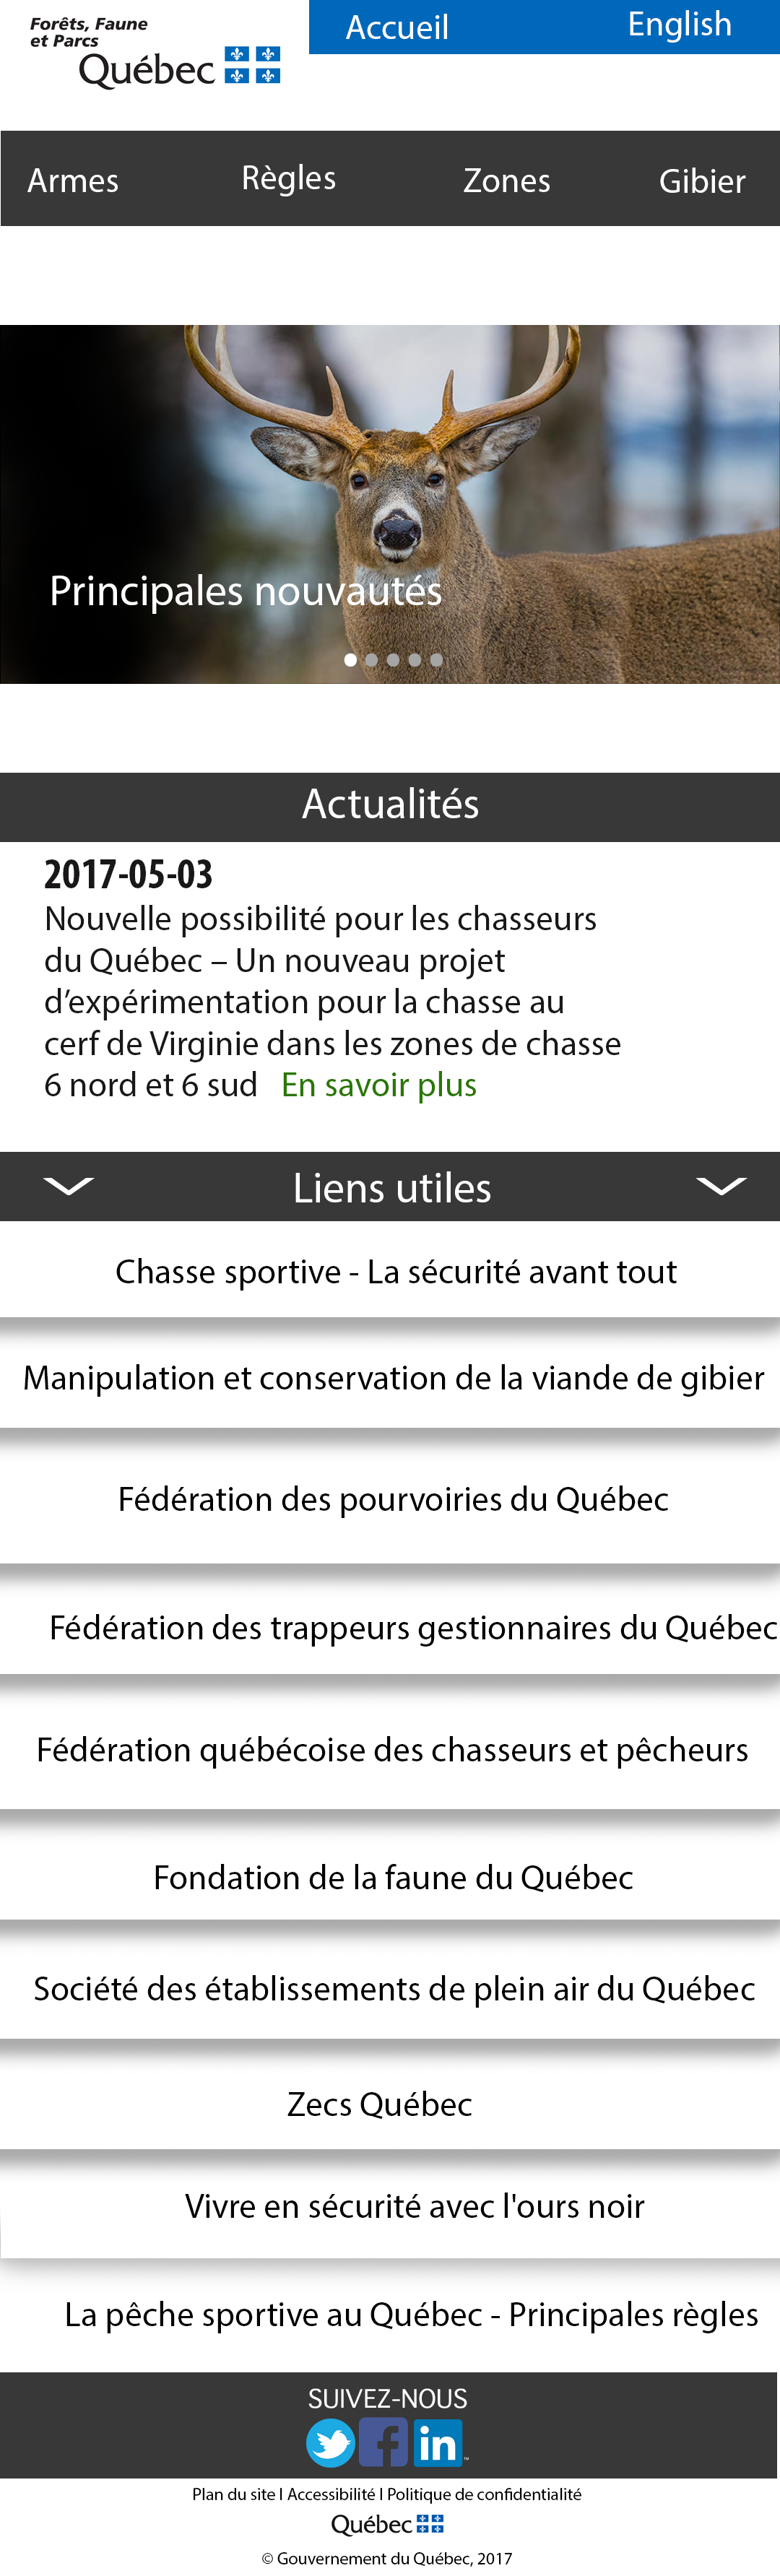 Forêts, Faune
et Parcs
Québec
Accueil
English
Armes
Règles
Zones
Gibier
Principales nouvautés
Actualités
2017-05-03
Nouvelle possibilité pour les chasseurs
du Québec – Un nouveau projet
d’expérimentation pour la chasse au
cerf de Virginie dans les zones de chasse
6 nord et 6 sud En savoir plus
Liens utiles
Chasse sportive - La sécurité avant tout
Manipulation et conservation de la viande de gibier
Fédération des pourvoiries du Québec
Fédération des trappeurs gestionnaires du Québec
Fédération québécoise des chasseurs et pêcheurs
Fondation de la faune du Québec
Société des établissements de plein air du Québec
Zecs Québec
Vivre en sécurité avec l'ours noir
La pêche sportive au Québec - Principales règles
SUIVEZ-NOUS
in ™
Plan du site l Accessibilité l Politique de confidentialité
Québec
© Gouvernement du Québec, 2017